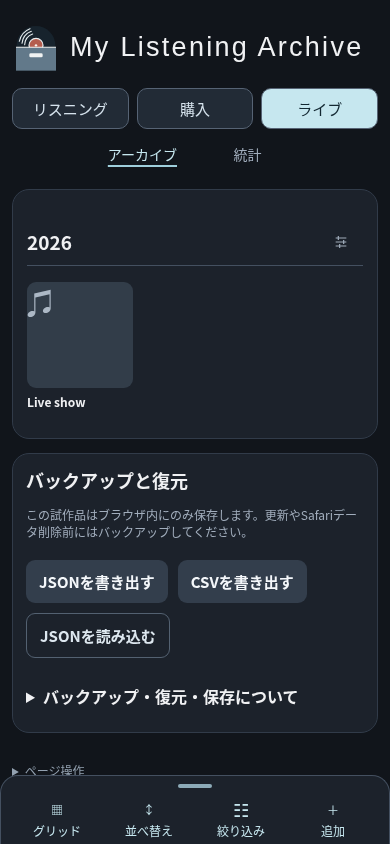 My Listening Archive
リスニング
購入
ライブ
アーカイブ
統計
2026
Live show
バックアップと復元
この試作品はブラウザ内にのみ保存します。更新やSafariデー
タ削除前にはバックアップしてください。
JSONを書き出す
CSVを書き出す
JSONを読み込む
バックアップ・復元・保存について
ページ操作
グリッド
並べ替え
絞り込み
追加